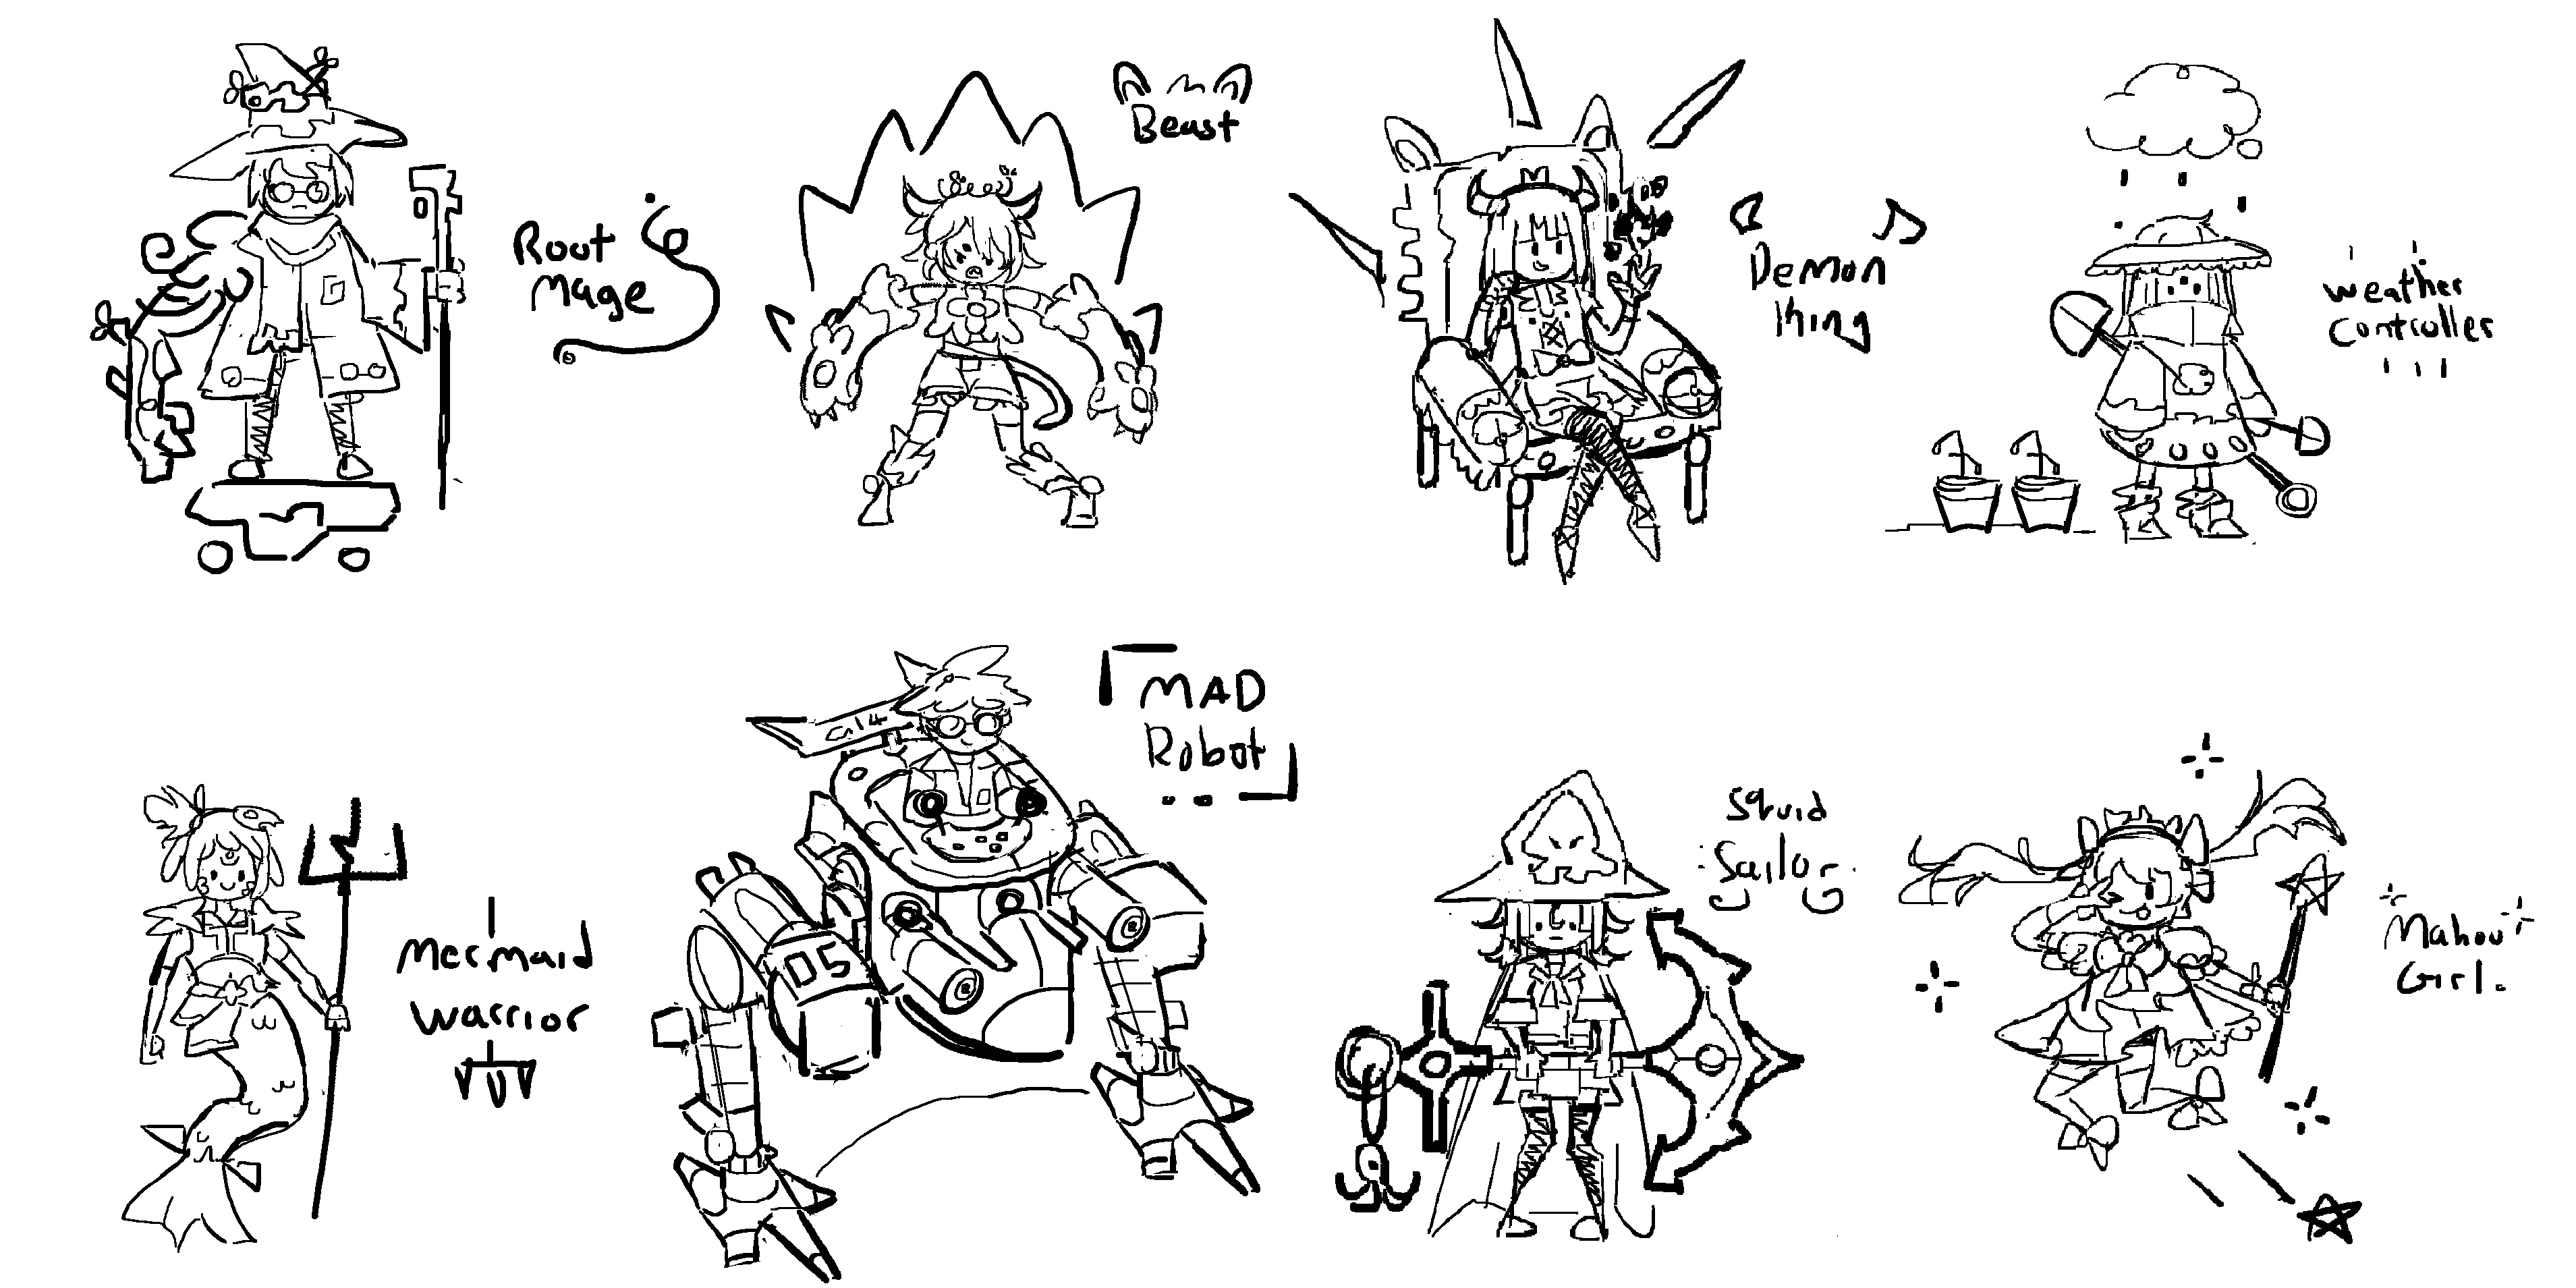 Root
mage
Beast
Demon
King
weather
Controller
MAD
Robot
D5
Mermaid
warrior
Squid
Sailor
Mahou
Girl.